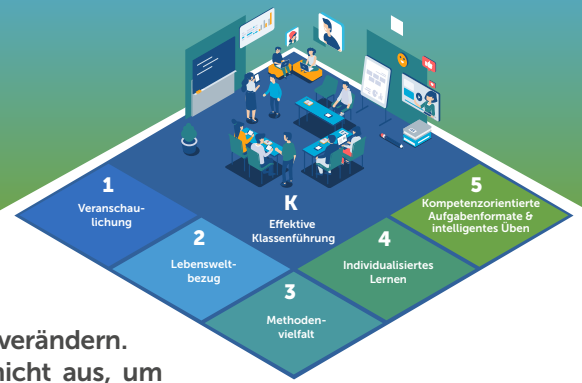 1
Veranschau-
lichung
2
Lebenswelt-
bezug
K
Effektive
Klassenführung
3
Methoden-
vielfalt
4
Individualisiertes
Lernen
5
Kompetenzorientierte
Aufgabenformate &
intelligentes Üben
verändern.
nicht aus, um